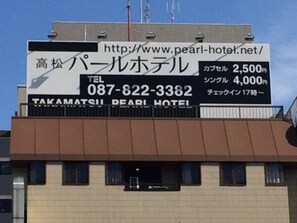 http://www.pearl-hotel.net/
高松 パールホテル
カプセル 2,500円
シングル 4,000円
チェックイン17時~
TEL
087-822-3382
TAKAMATSU PEARL HOTEL